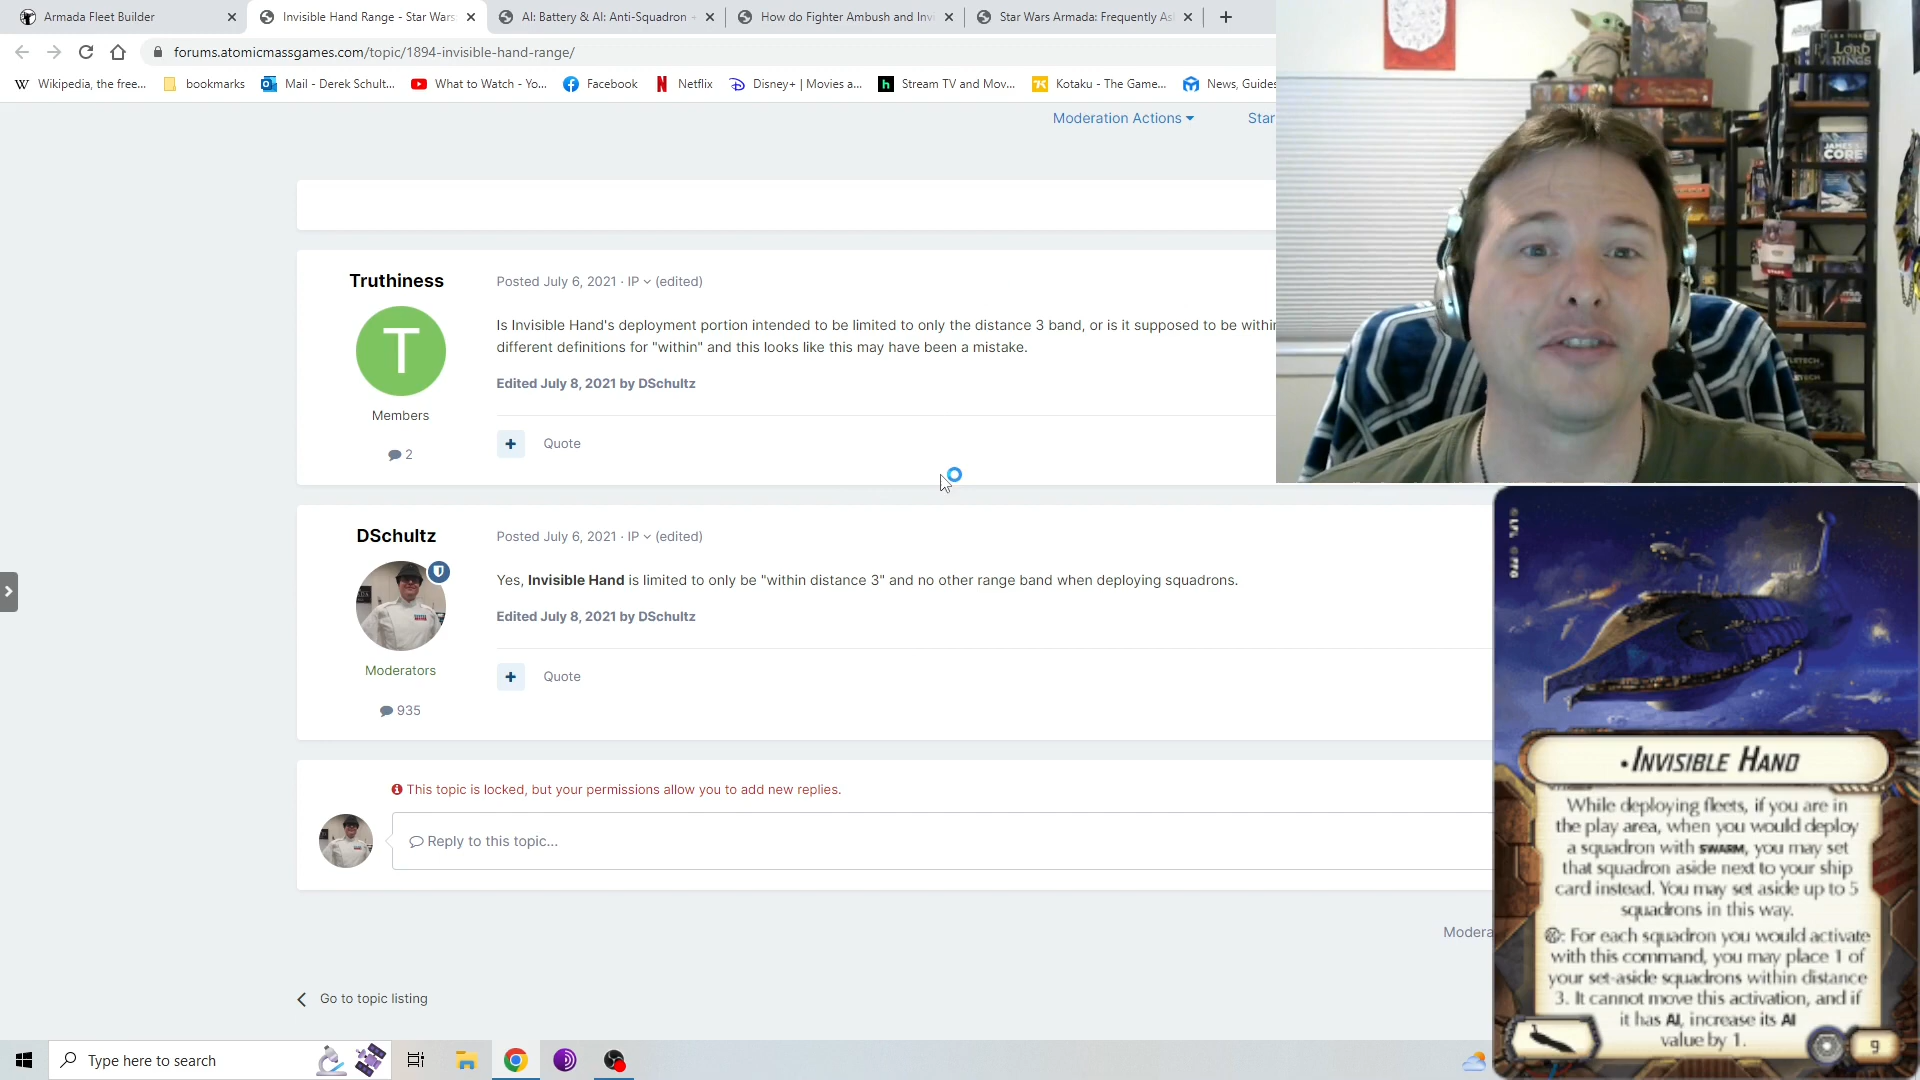 Armada Fleet Builder
Invisible Hand Range - Star Wars
AI: Battery & AI: Anti-Squadron
How do Fighter Ambush and Inv
Star Wars Armada: Frequently As
forums.atomicmassgames.com/topic/1894-invisible-hand-range/
W Wikipedia, the free...
bookmarks
Mail - Derek Schult...
What to Watch - Yo...
Facebook
Netflix
Disney+ | Movies a...
Stream TV and Mov...
Kotaku - The Game...
News, Guides
Moderation Actions
Star
Truthiness
Posted July 6, 2021 · IP (edited)
Is Invisible Hand's deployment portion intended to be limited to only the distance 3 band, or is it supposed to be within
different definitions for "within" and this looks like this may have been a mistake.
Edited July 8, 2021 by DSchultz
T
Members
2
Quote
DSchultz
Posted July 6, 2021 · IP (edited)
Yes, Invisible Hand is limited to only be "within distance 3" and no other range band when deploying squadrons.
Edited July 8, 2021 by DSchultz
Moderators
935
Quote
This topic is locked, but your permissions allow you to add new replies.
Reply to this topic...
Modera
Go to topic listing
Type here to search
LORD
RINGS
JAMES
CORE
• INVISIBLE HAND
While deploying fleets, if you are in
the play area, when you would deploy
a squadron with SWARM, you may set
that squadron aside next to your ship
card instead. You may set aside up to 5
squadrons in this way.
: For each squadron you would activate
with this command, you may place 1 of
your set-aside squadrons within distance
3. It cannot move this activation, and if
it has AI, increase its AI
value by 1.
9